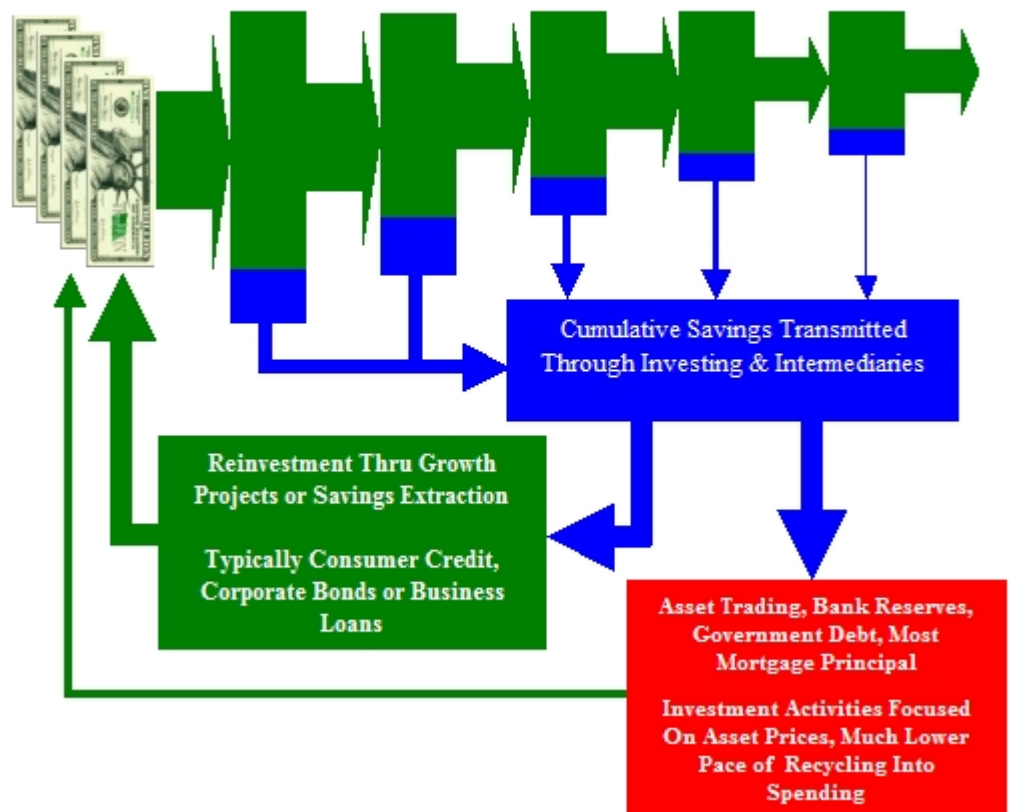 Cumulative Savings Transmitted
Through Investing & Intermediaries
Reinvestment Thru Growth
Projects or Savings Extraction
Typically Consumer Credit,
Corporate Bonds or Business
Loans
Asset Trading, Bank Reserves,
Government Debt, Most
Mortgage Principal
Investment Activities Focused
On Asset Prices, Much Lower
Pace of Recycling Into
Spending